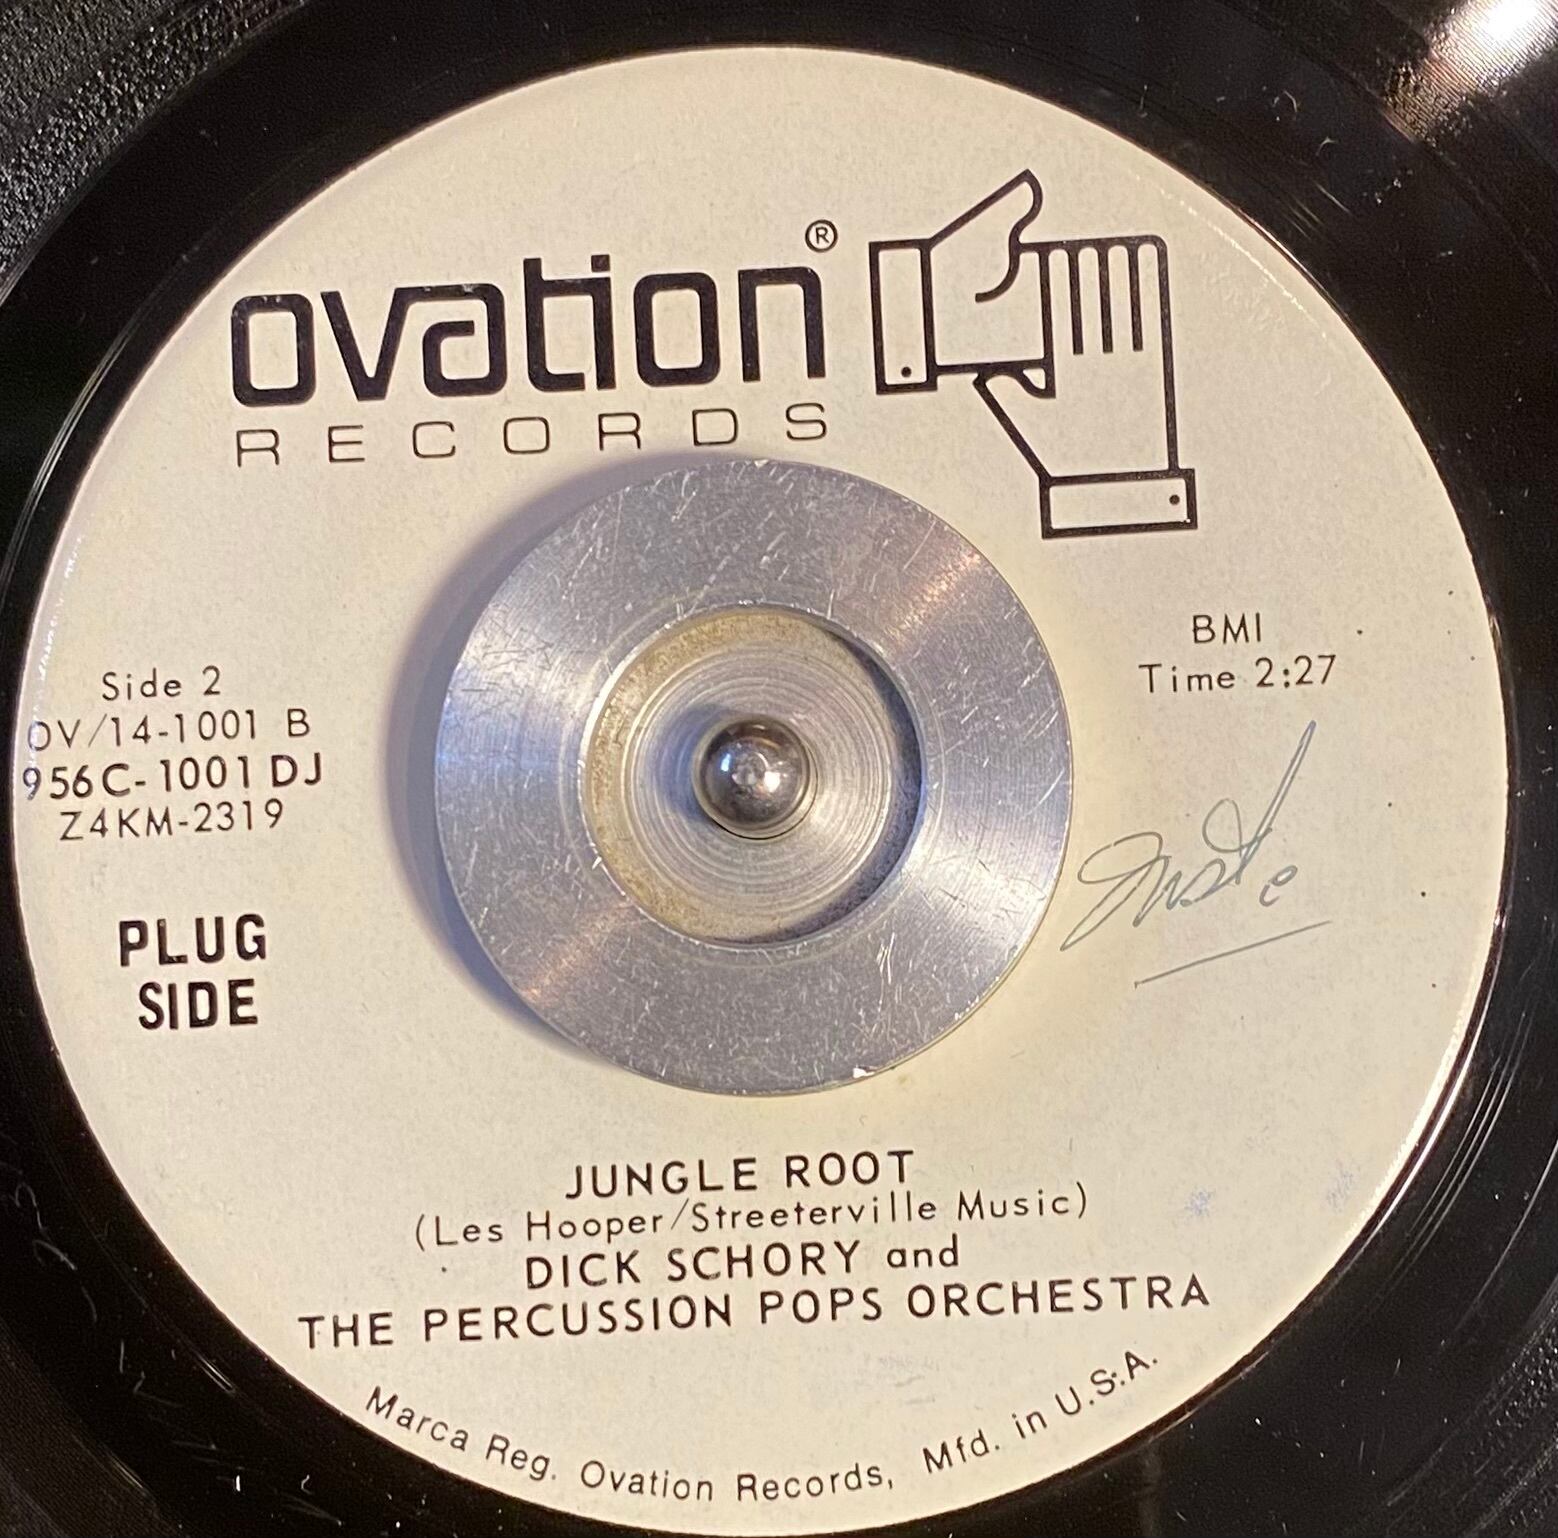 ovation®
RECORDS
BMI
Time 2:27
Side 2
OV/14-1001 B
956C-1001 DJ
Z4KM-2319
PLUG
SIDE
JUNGLE ROOT
(Les Hooper/Streeterville Music)
DICK SCHORY and
THE PERCUSSION POPS ORCHESTRA
Marca Reg. Ovation Records, Mfd. in U.S.A.